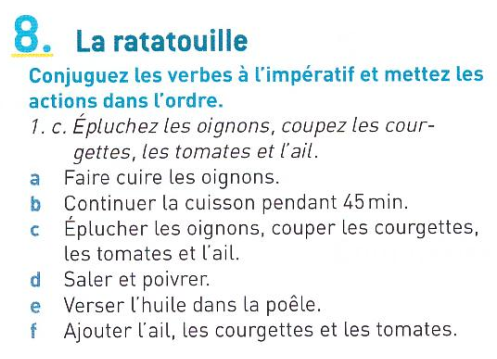 8. La ratatouille
Conjuguez les verbes à l'impératif et mettez les
actions dans l'ordre.
1. c. Épluchez les oignons, coupez les cour-
gettes, les tomates et l'ail.
a Faire cuire les oignons.
b Continuer la cuisson pendant 45 min.
c Éplucher les oignons, couper les courgettes,
les tomates et l'ail.
d Saler et poivrer.
e Verser l'huile dans la poêle.
f Ajouter l'ail, les courgettes et les tomates.